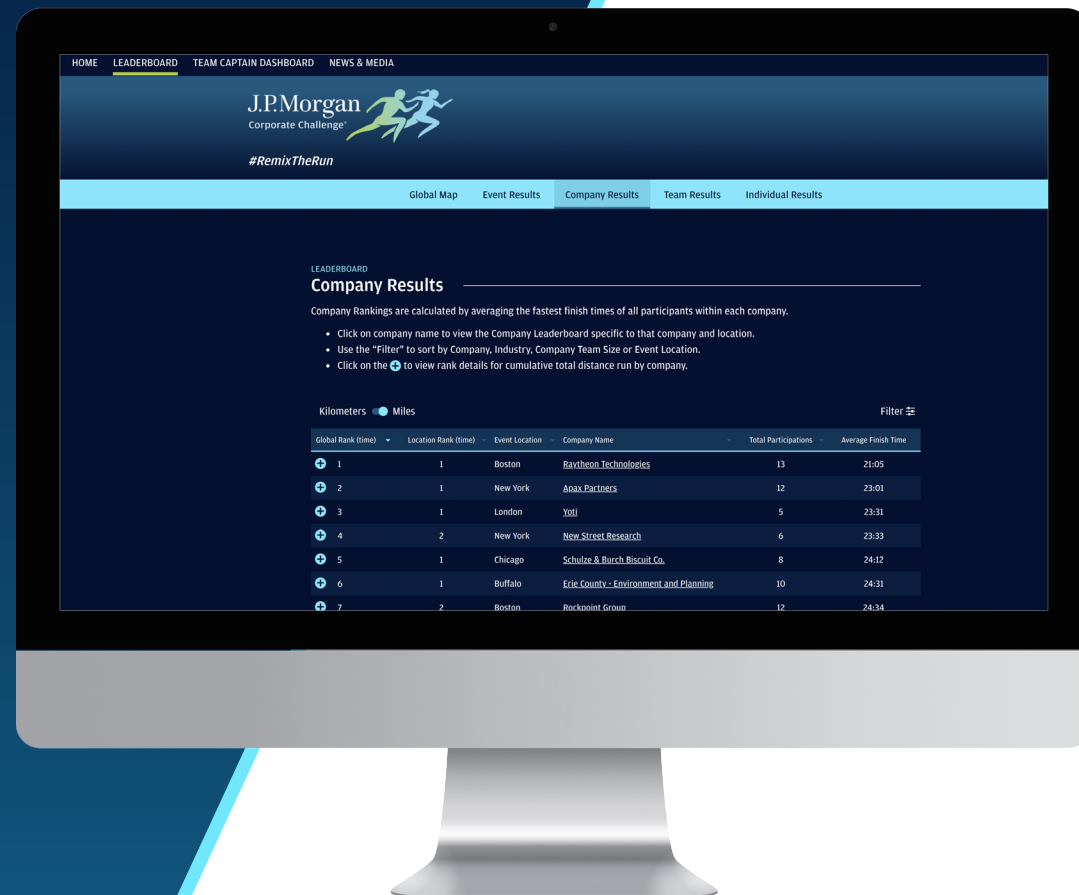 HOME LEADERBOARD TEAM CAPTAIN DASHBOARD NEWS & MEDIA
J.P.Morgan
Corporate Challenge®
#RemixTheRun
Global Map Event Results Company Results Team Results Individual Results
LEADERBOARD
Company Results
Company Rankings are calculated by averaging the fastest finish times of all participants within each company.
• Click on company name to view the Company Leaderboard specific to that company and location.
• Use the “Filter” to sort by Company, Industry, Company Team Size or Event Location.
• Click on the + to view rank details for cumulative total distance run by company.
Kilometers Miles Filter
Global Rank (time) Location Rank (time) Event Location Company Name Total Participations Average Finish Time
+ 1 1 Boston Raytheon Technologies 13 21:05
+ 2 1 New York Apax Partners 12 23:01
+ 3 1 London Yoti 5 23:31
+ 4 2 New York New Street Research 6 23:33
+ 5 1 Chicago Schulze & Burch Biscuit Co. 8 24:12
+ 6 1 Buffalo Erie County - Environment and Planning 10 24:31
+ 7 2 Boston Rockpoint Group 12 24:34